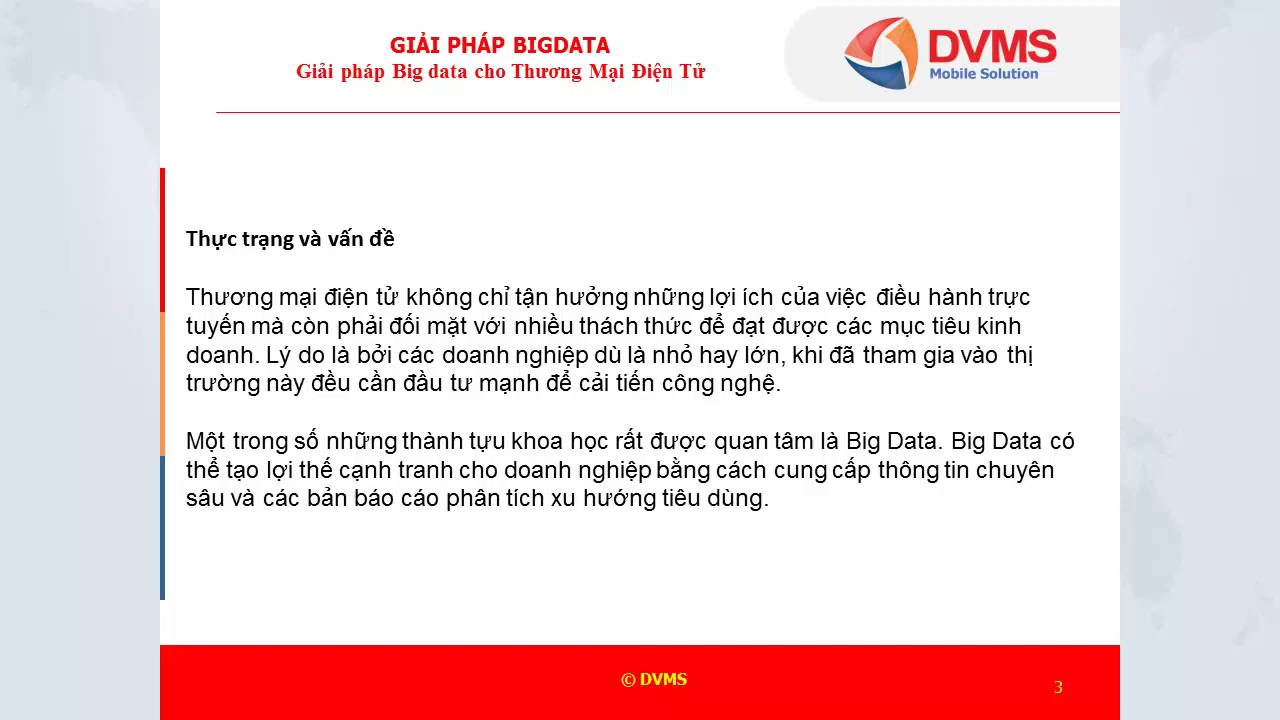 GIẢI PHÁP BIGDATA
Giải pháp Big data cho Thương Mại Điện Tử
DVMS
Mobile Solution
Thực trạng và vấn đề
Thương mại điện tử không chỉ tận hưởng những lợi ích của việc điều hành trực
tuyến mà còn phải đối mặt với nhiều thách thức để đạt được các mục tiêu kinh
doanh. Lý do là bởi các doanh nghiệp dù là nhỏ hay lớn, khi đã tham gia vào thị
trường này đều cần đầu tư mạnh để cải tiến công nghệ.
Một trong số những thành tựu khoa học rất được quan tâm là Big Data. Big Data có
thể tạo lợi thế cạnh tranh cho doanh nghiệp bằng cách cung cấp thông tin chuyên
sâu và các bản báo cáo phân tích xu hướng tiêu dùng.
© DVMS
3